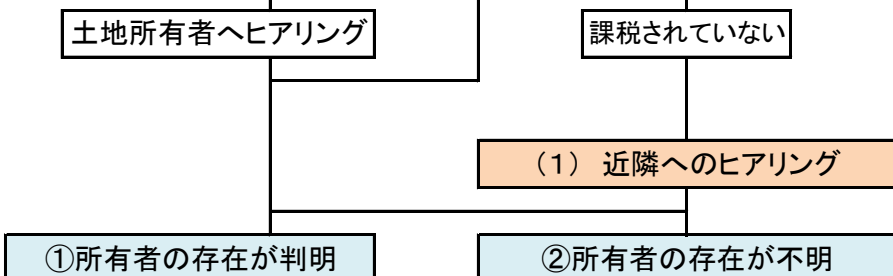 土地所有者へヒアリング
課税されていない
（１） 近隣へのヒアリング
①所有者の存在が判明
②所有者の存在が不明